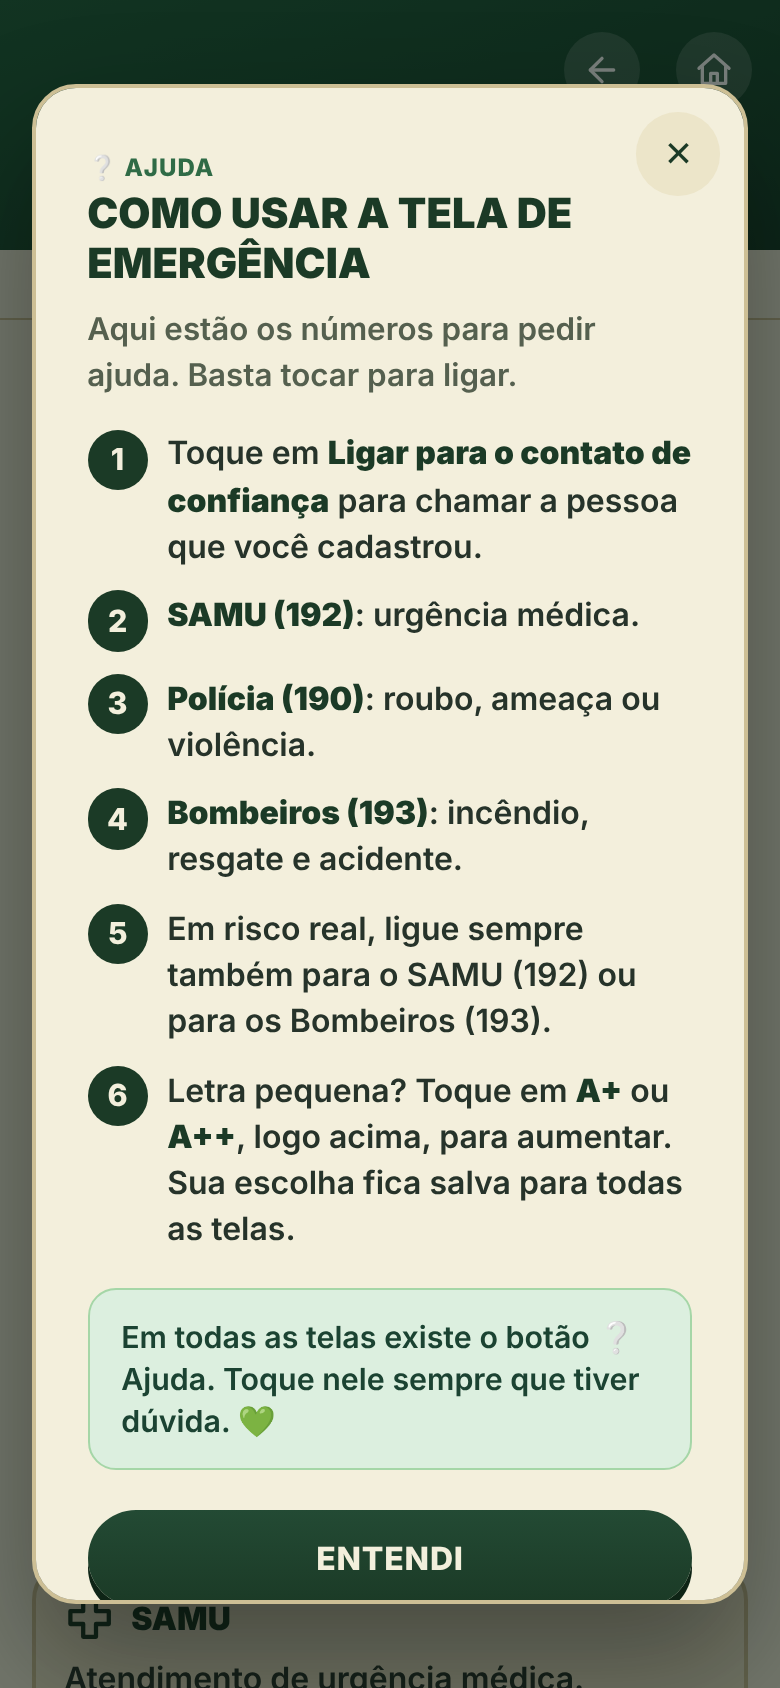 ❔ AJUDA
COMO USAR A TELA DE
EMERGÊNCIA
Aqui estão os números para pedir
ajuda. Basta tocar para ligar.
1 Toque em Ligar para o contato de
confiança para chamar a pessoa
que você cadastrou.
2 SAMU (192): urgência médica.
3 Polícia (190): roubo, ameaça ou
violência.
4 Bombeiros (193): incêndio,
resgate e acidente.
5 Em risco real, ligue sempre
também para o SAMU (192) ou
para os Bombeiros (193).
6 Letra pequena? Toque em A+ ou
A++, logo acima, para aumentar.
Sua escolha fica salva para todas
as telas.
Em todas as telas existe o botão ❔
Ajuda. Toque nele sempre que tiver
dúvida. 💚
ENTENDI
SAMU
Atendimento de urgência médica.